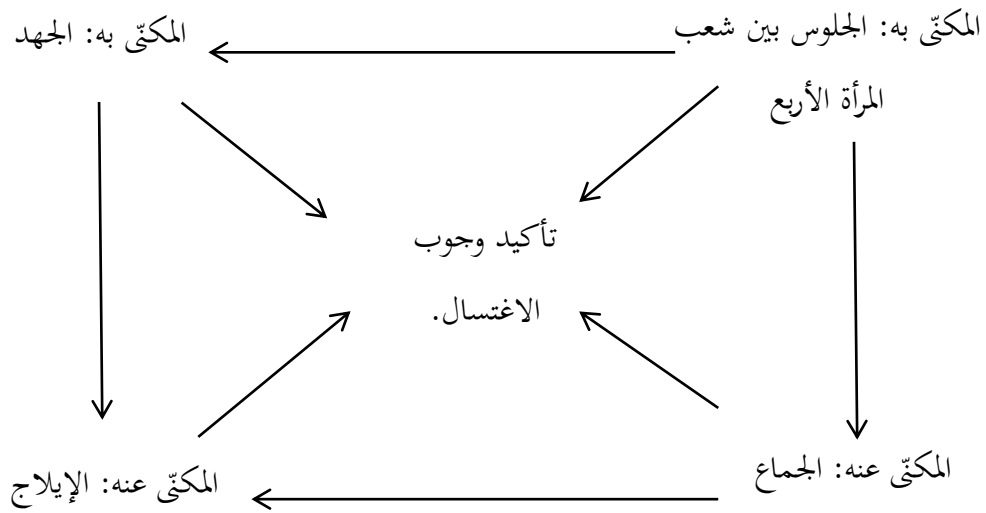 المكنّى به: الجلوس بين شعب
المرأة الأربع
المكنّى به: الجهد
تأكيد وجوب
الاغتسال.
المكنّى عنه: الجماع
المكنّى عنه: الإيلاج